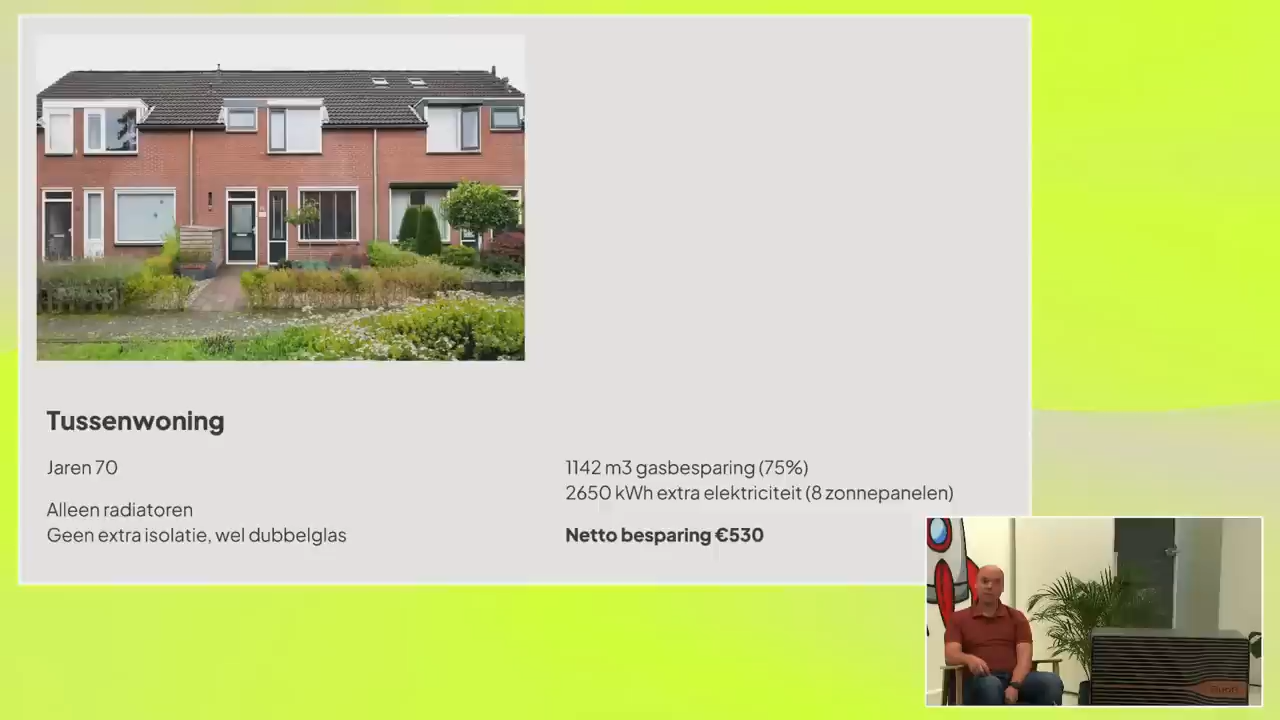 Tussenwoning
Jaren 70
Alleen radiatoren
Geen extra isolatie, wel dubbelglas
1142 m3 gasbesparing (75%)
2650 kWh extra elektriciteit (8 zonnepanelen)
Netto besparing €530